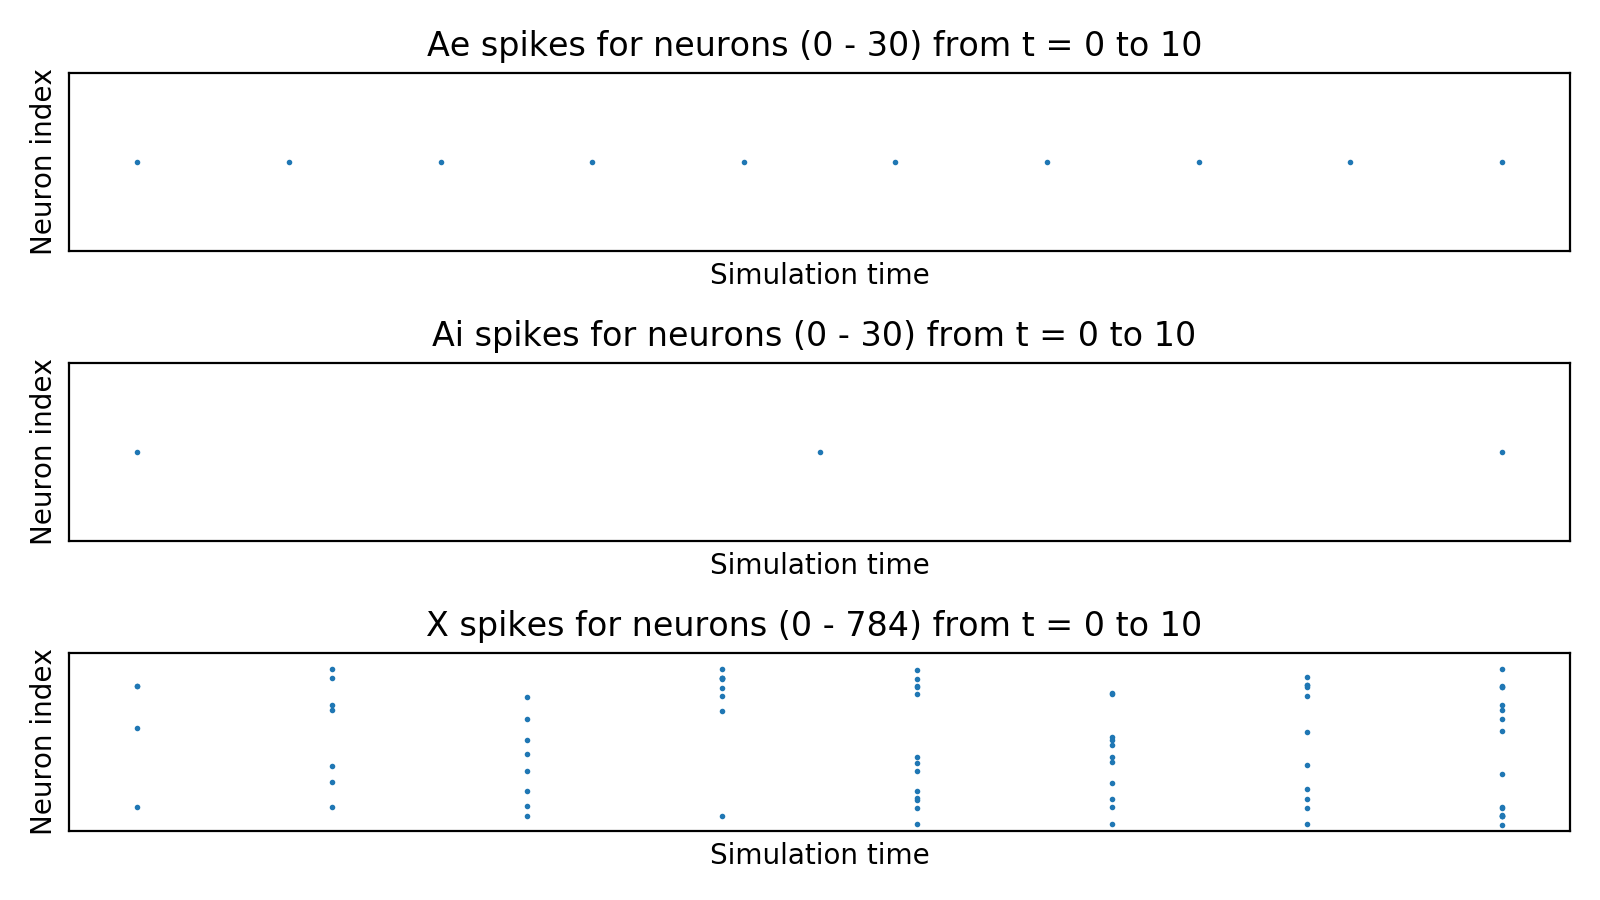 Ae spikes for neurons (0 - 30) from t = 0 to 10
Neuron index
Simulation time
Ai spikes for neurons (0 - 30) from t = 0 to 10
Neuron index
Simulation time
X spikes for neurons (0 - 784) from t = 0 to 10
Neuron index
Simulation time